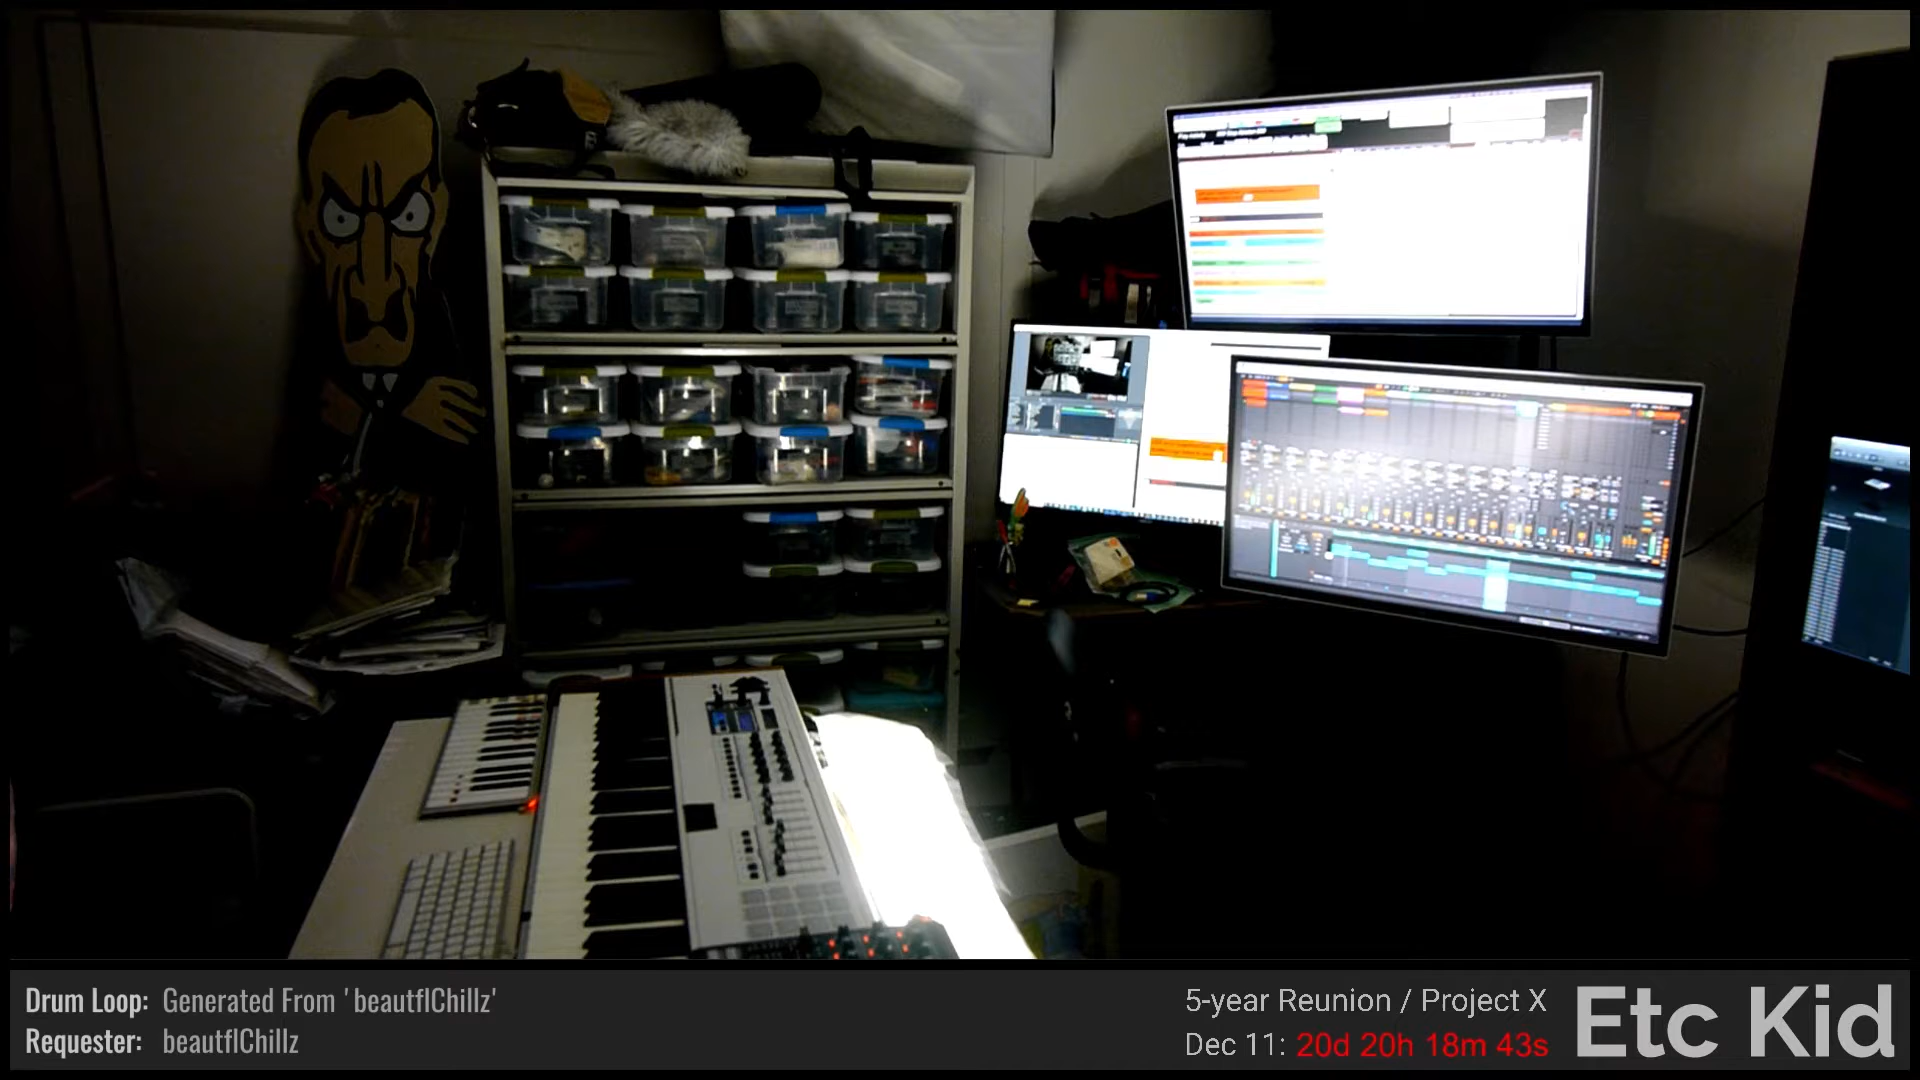 Drum Loop: Generated From 'beautflChillz'
Requester: beautflChillz
5-year Reunion / Project X
Dec 11: 20d 20h 18m 43s
Etc Kid